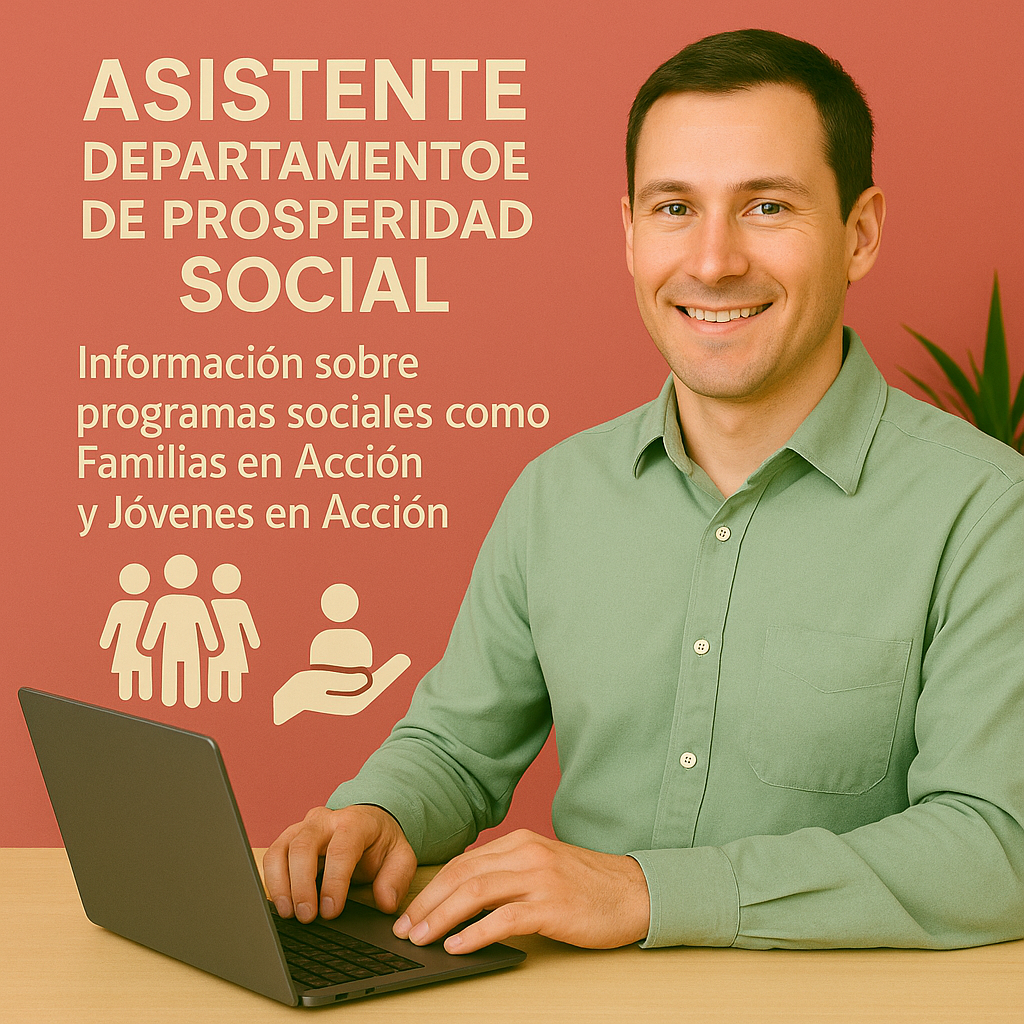 ASISTENTE
DEPARTAMENTOE
DE PROSPERIDAD
SOCIAL
Información sobre
programas sociales como
Familias en Acción
y Jóvenes en Acción